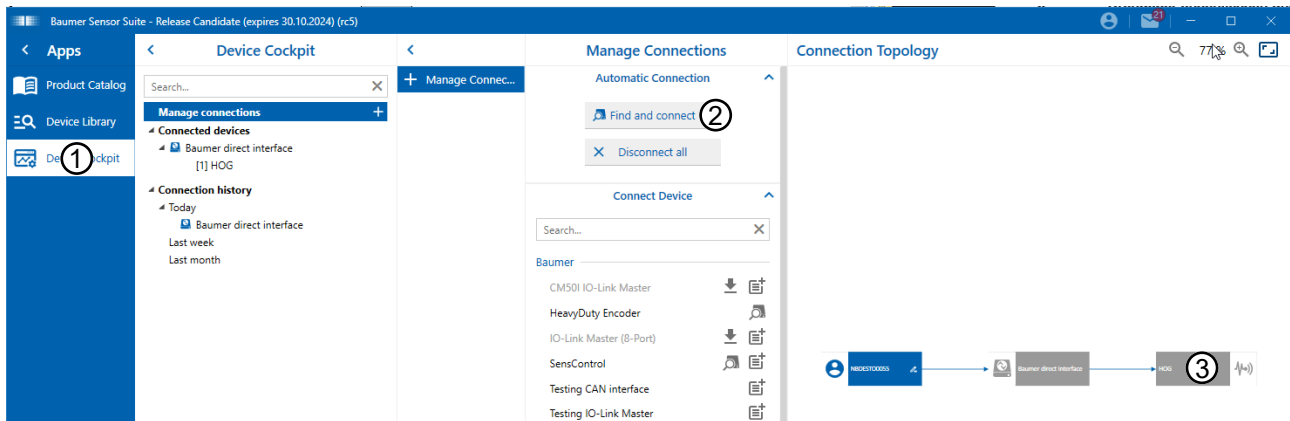 Baumer Sensor Suite - Release Candidate (expires 30.10.2024) (rc5)
21
Apps
Product Catalog
Device Library
De 1 ckpit
Device Cockpit
Search...
Manage connections
Connected devices
Baumer direct interface
[1] HOG
Connection history
Today
Baumer direct interface
Last week
Last month
Manage Connec...
Manage Connections
Automatic Connection
Find and connect 2
Disconnect all
Connect Device
Search...
Baumer
CM50I IO-Link Master
HeavyDuty Encoder
IO-Link Master (8-Port)
SensControl
Testing CAN interface
Testing IO-Link Master
Connection Topology
77 %
NBDEST00055
Baumer direct interface
HOG 3